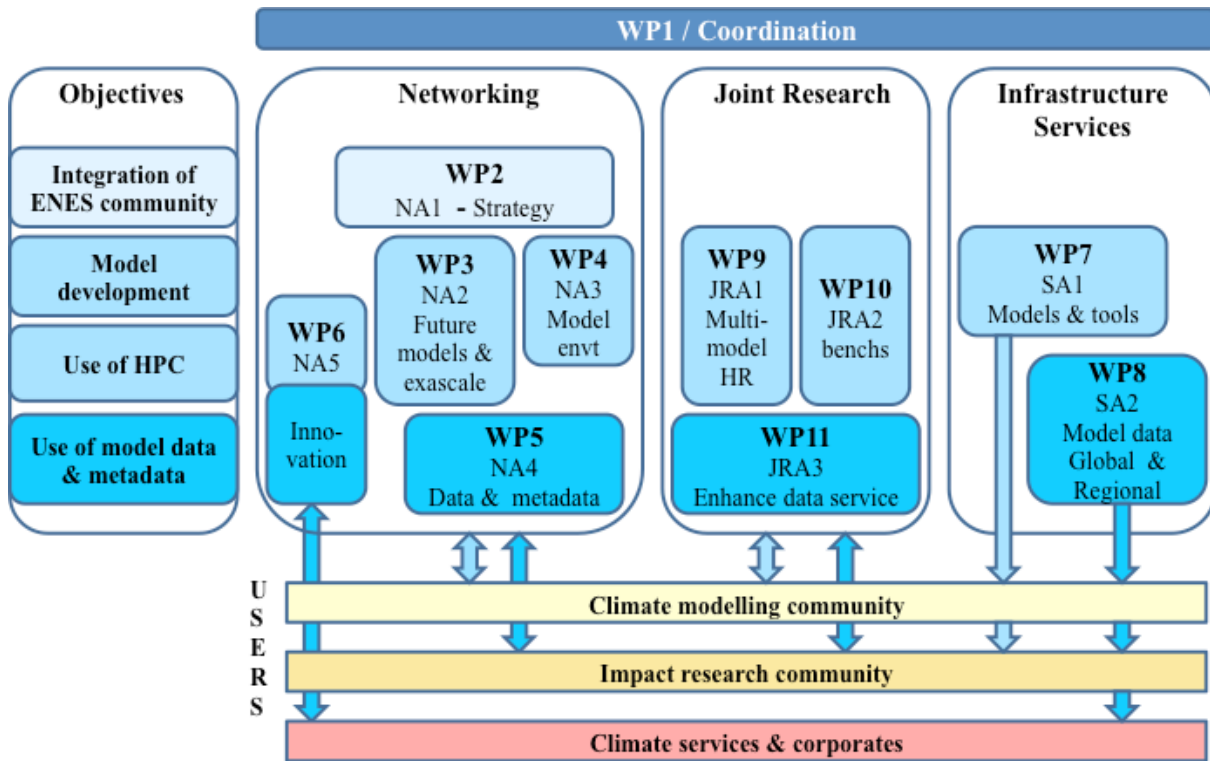 WP1 / Coordination
Objectives
Integration of
ENES community
Model
development
Use of HPC
Use of model data
& metadata
Networking
WP2
NA1 - Strategy
WP3
NA2
Future
models &
exascale
WP4
NA3
Model
envt
WP6
NA5
Inno-
vation
WP5
NA4
Data & metadata
Joint Research
WP9
JRA1
Multi-
model
HR
WP10
JRA2
benchs
WP11
JRA3
Enhance data service
Infrastructure
Services
WP7
SA1
Models & tools
WP8
SA2
Model data
Global &
Regional
U
S
E
R
S
Climate modelling community
Impact research community
Climate services & corporates